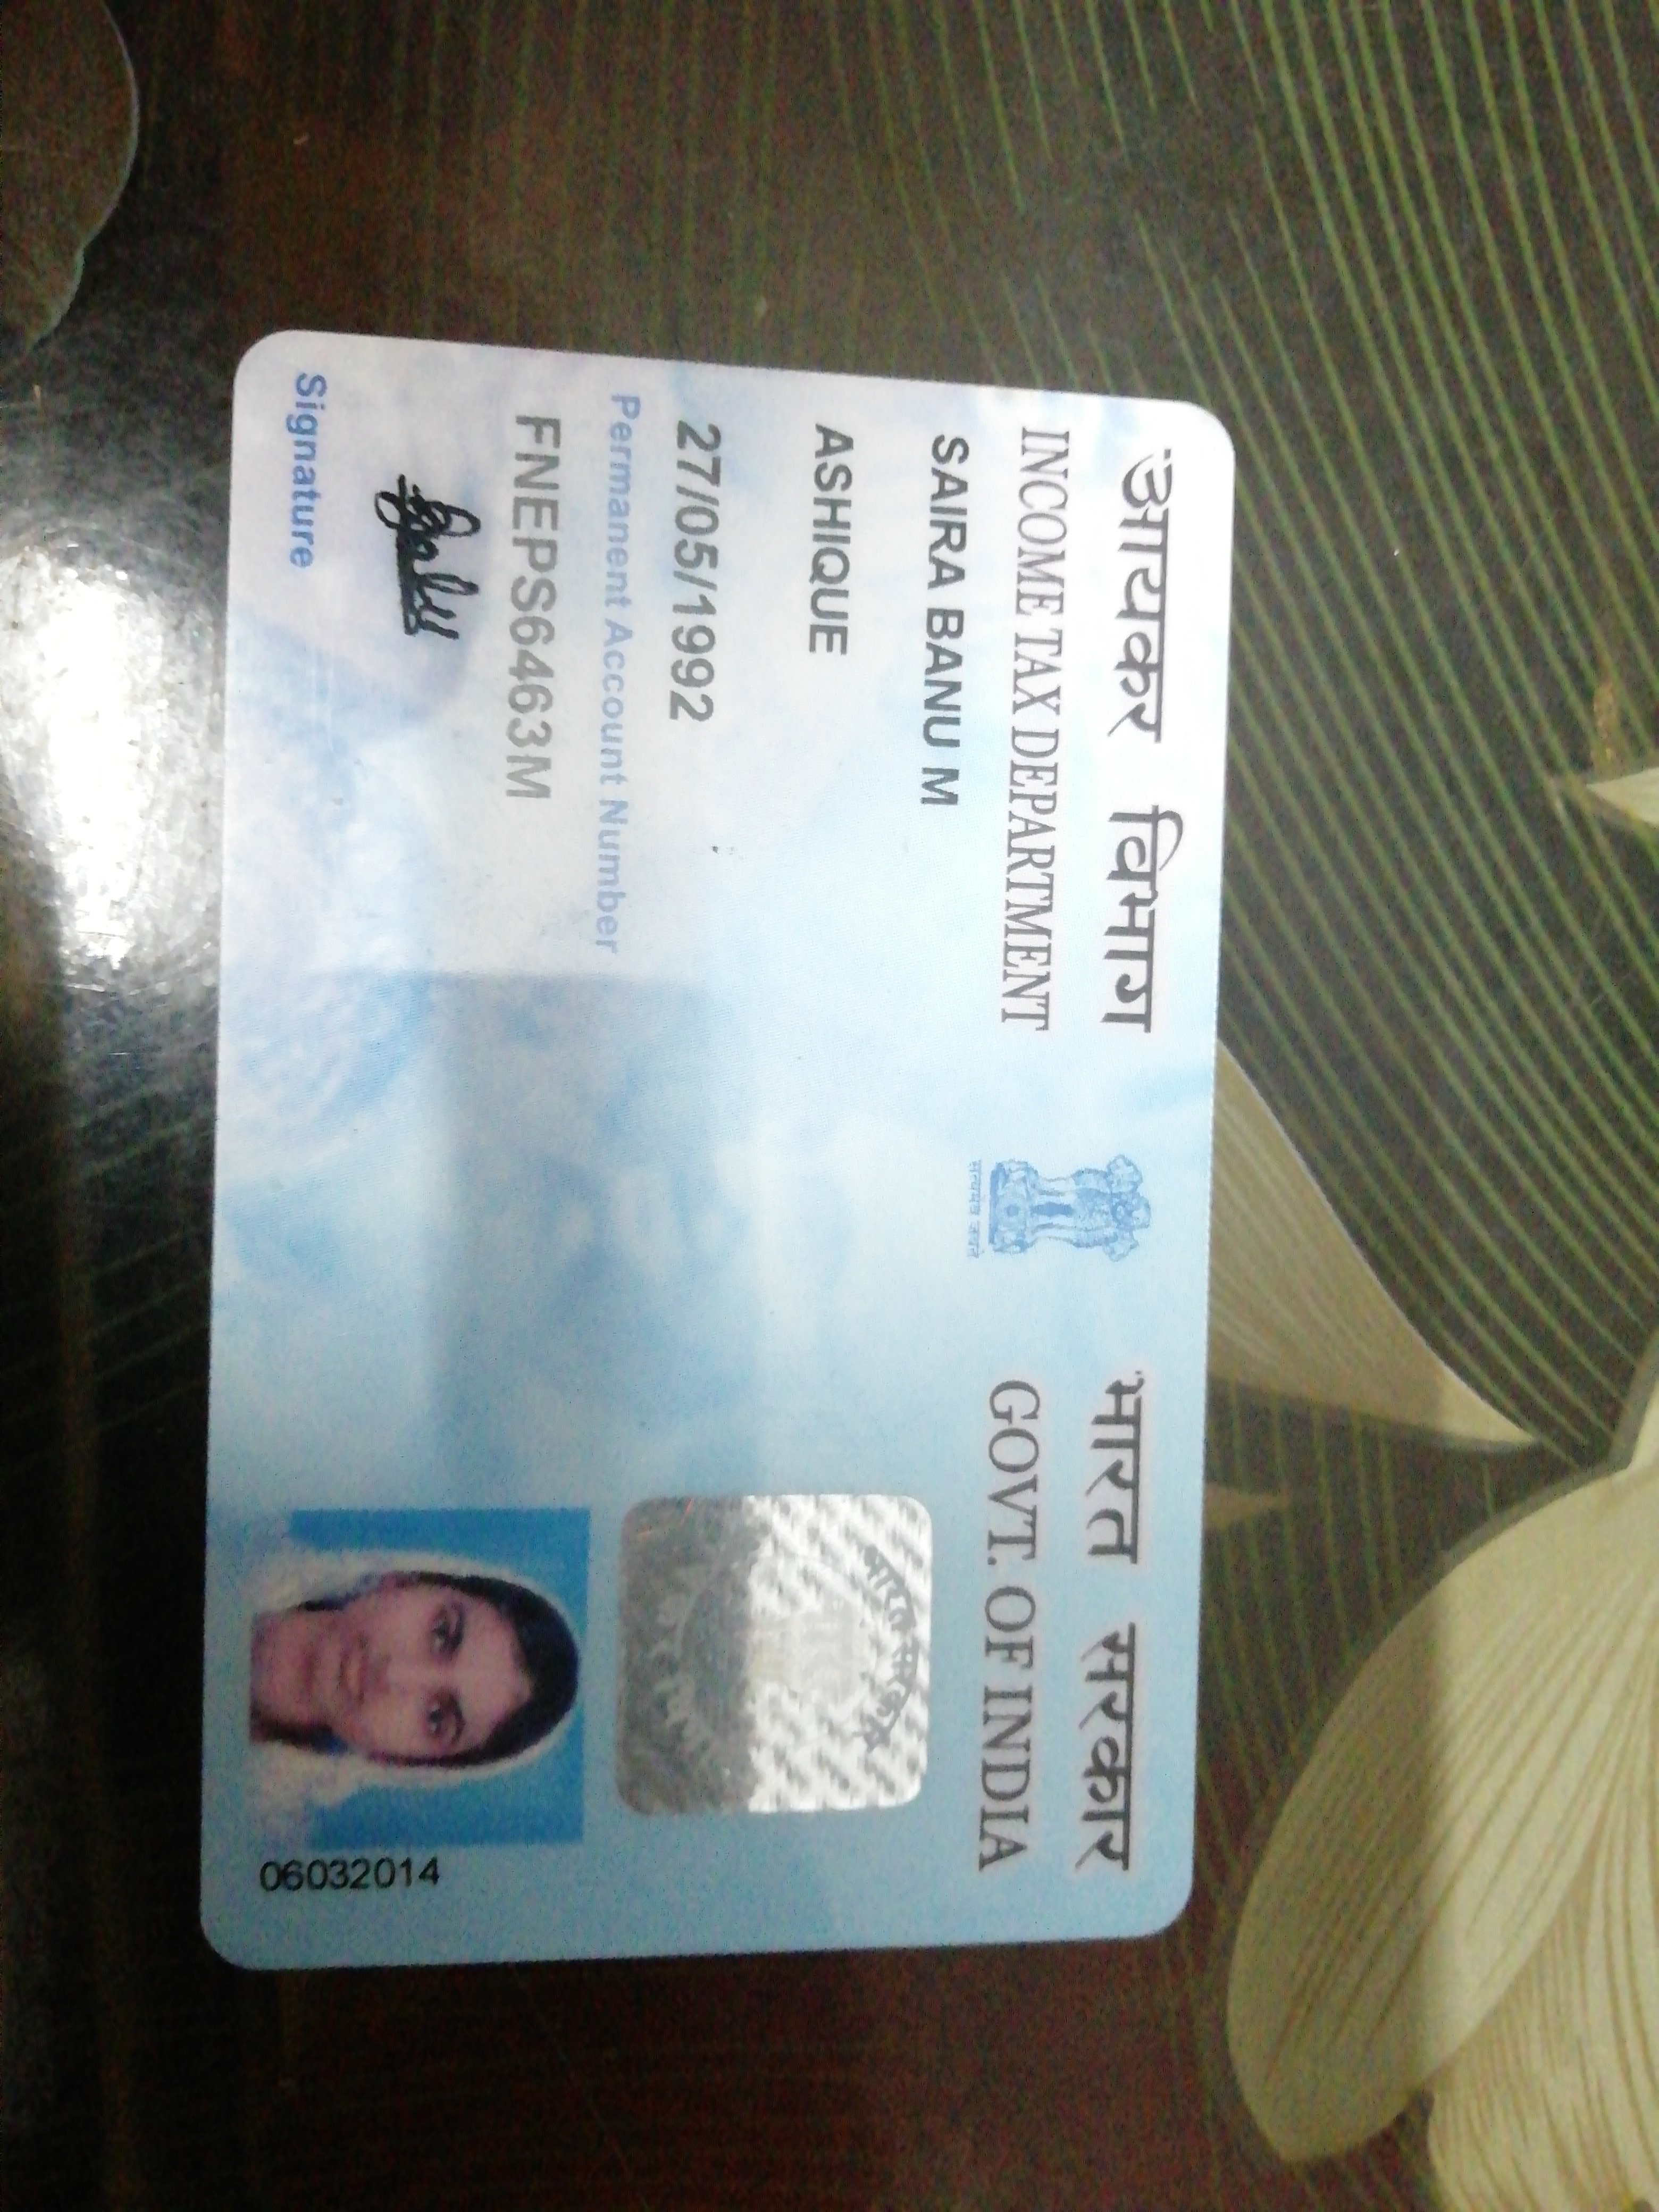 आयकर विभाग
INCOME TAX DEPARTMENT
सत्यमेव जयते
भारत सरकार
GOVT. OF INDIA
SAIRA BANU M
ASHIQUE
27/05/1992
Permanent Account Number
FNEPS6463M
Signature
06032014